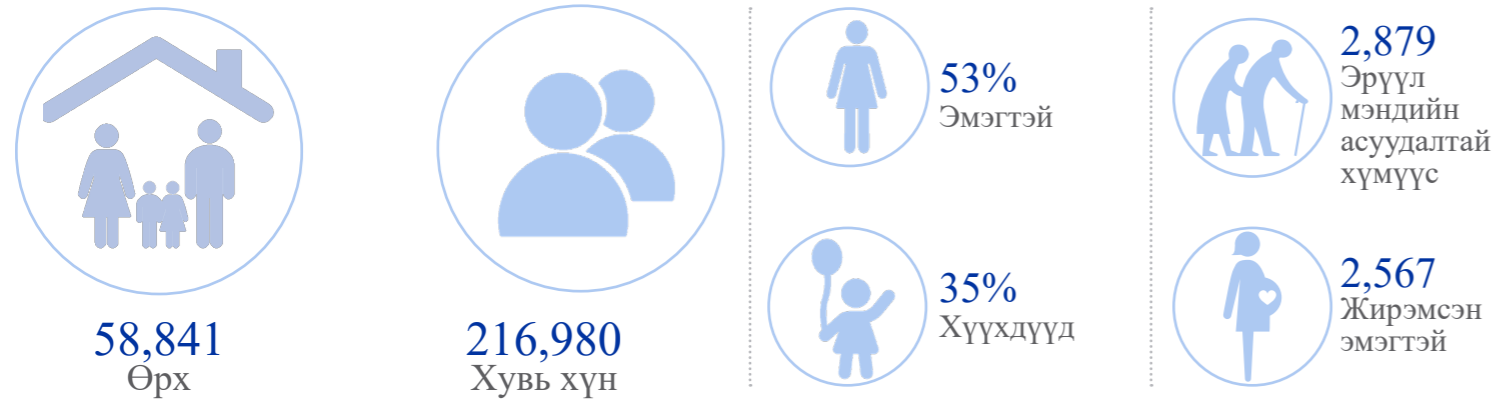 58,841
Өрх
216,980
Хувь хүн
53%
Эмэгтэй
35%
Хүүхдүүд
2,879
Эрүүл
мэндийн
асуудалтай
хүмүүс
2,567
Жирэмсэн
эмэгтэй